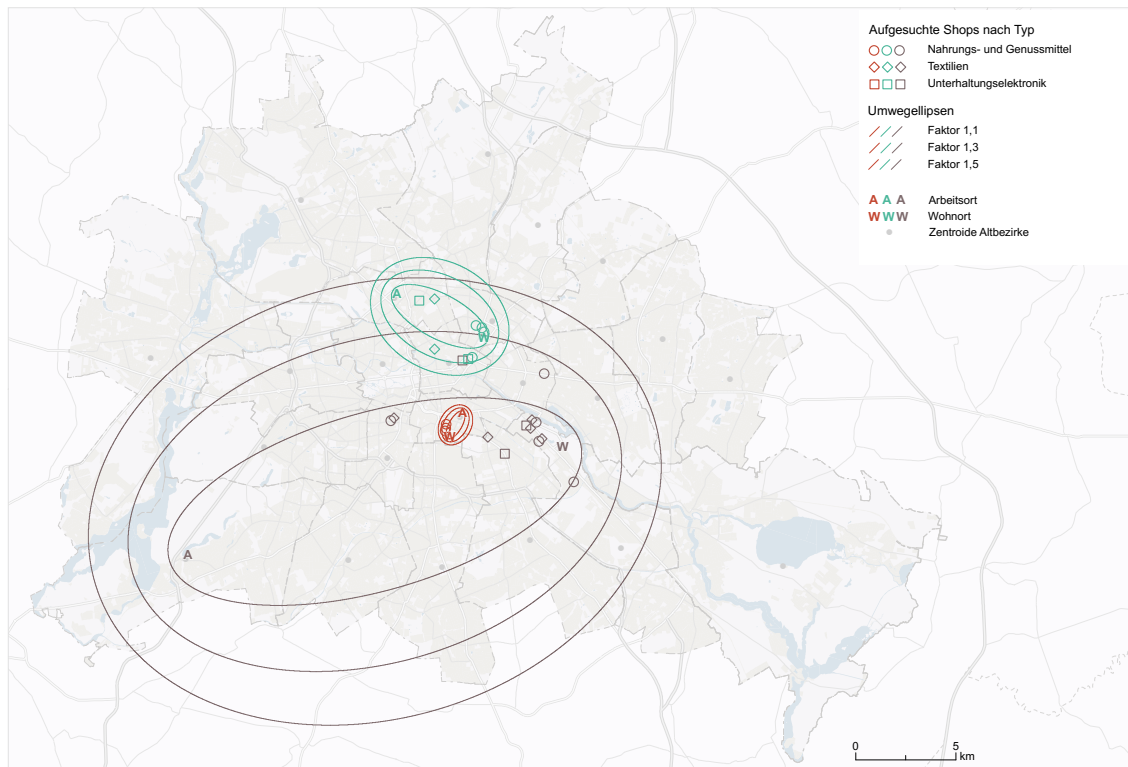 Aufgesuchte Shops nach Typ
Nahrungs- und Genussmittel
Textilien
Unterhaltungselektronik
Umwegellipsen
Faktor 1,1
Faktor 1,3
Faktor 1,5
A A A Arbeitsort
W W W Wohnort
Zentroide Altbezirke
A
W
A
W
W
A
0 5
km